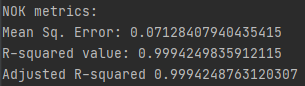 NOK metrics:
Mean Sq. Error: 0.07128407940435415
R-squared value: 0.9994249835912115
Adjusted R-squared 0.9994248763120307